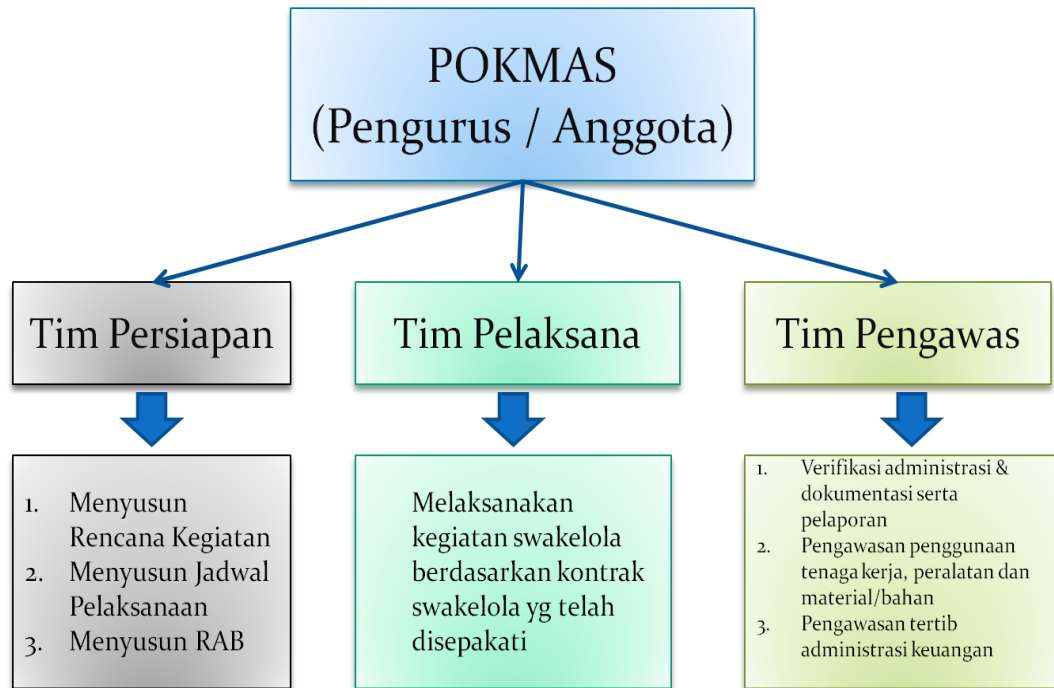 POKMAS
(Pengurus / Anggota)
Tim Persiapan
Tim Pelaksana
Tim Pengawas
1. Menyusun
Rencana Kegiatan
2. Menyusun Jadwal
Pelaksanaan
3. Menyusun RAB
Melaksanakan
kegiatan swakelola
berdasarkan kontrak
swakelola yg telah
disepakati
1. Verifikasi administrasi &
dokumentasi serta
pelaporan
2. Pengawasan penggunaan
tenaga kerja, peralatan dan
material/bahan
3. Pengawasan tertib
administrasi keuangan